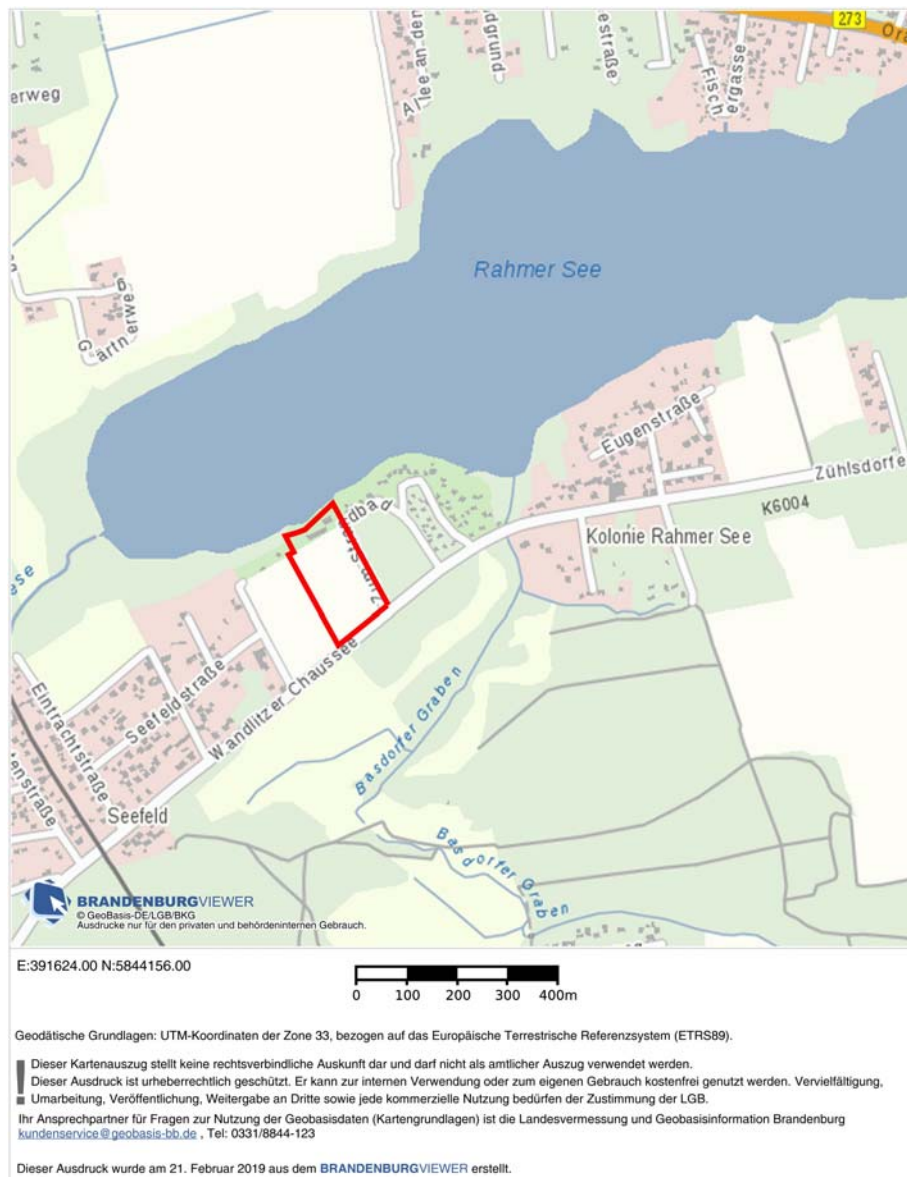 273
Ora
erweg
Allee an der
dgrund
estraße
Fisch
ergasse
Rahmer See
Gärtnerweg
Eugenstraße
Zühlsdorfe
K6004
Kolonie Rahmer See
Zum Strandbad
Wandlitzer Chaussee
Seefeldstraße
Eintrachtstraße
tenstraße
Seefeld
Basdorfer Graben
Basdorfer Graben
BRANDENBURGVIEWER
© GeoBasis-DE/LGB/BKG
Ausdrucke nur für den privaten und behördeninternen Gebrauch.
E:391624.00 N:5844156.00
0 100 200 300 400m
Geodätische Grundlagen: UTM-Koordinaten der Zone 33, bezogen auf das Europäische Terrestrische Referenzsystem (ETRS89).
! Dieser Kartenauszug stellt keine rechtsverbindliche Auskunft dar und darf nicht als amtlicher Auszug verwendet werden.
Dieser Ausdruck ist urheberrechtlich geschützt. Er kann zur internen Verwendung oder zum eigenen Gebrauch kostenfrei genutzt werden. Vervielfältigung,
Umarbeitung, Veröffentlichung, Weitergabe an Dritte sowie jede kommerzielle Nutzung bedürfen der Zustimmung der LGB.
Ihr Ansprechpartner für Fragen zur Nutzung der Geobasisdaten (Kartengrundlagen) ist die Landesvermessung und Geobasisinformation Brandenburg
kundenservice@geobasis-bb.de , Tel: 0331/8844-123
Dieser Ausdruck wurde am 21. Februar 2019 aus dem BRANDENBURGVIEWER erstellt.